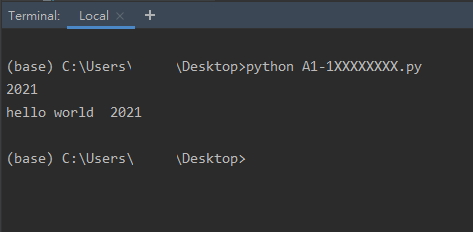 Terminal: Local × +
(base) C:\Users\ \Desktop>python A1-1XXXXXXXX.py
2021
hello world  2021
(base) C:\Users\ \Desktop>